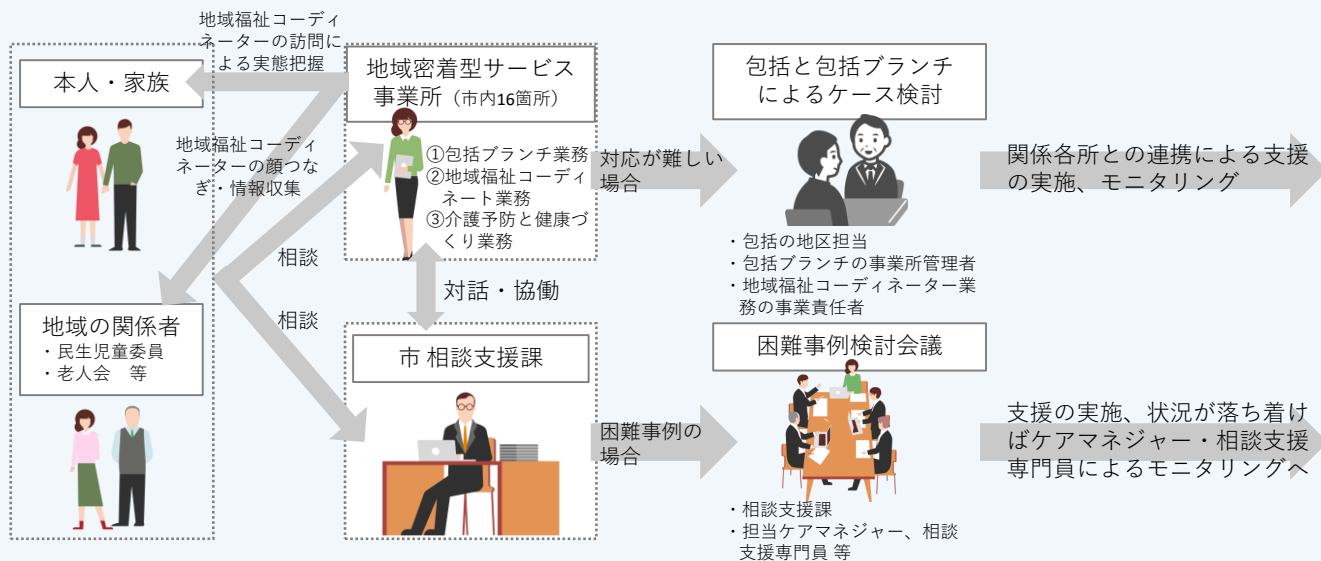 地域福祉コーディ
ネーターの訪問に
よる実態把握
本人・家族
地域福祉コーディ
ネーターの顔つな
ぎ・情報収集
地域の関係者
・民生児童委員
・老人会　等
相談
相談
地域密着型サービス
事業所（市内16箇所）
①包括ブランチ業務
②地域福祉コーディ
ネート業務
③介護予防と健康づ
くり業務
対話・協働
市 相談支援課
対応が難しい
場合
困難事例の
場合
包括と包括ブランチ
によるケース検討
・包括の地区担当
・包括ブランチの事業所管理者
・地域福祉コーディネーター業
務の事業責任者
困難事例検討会議
・相談支援課
・担当ケアマネジャー、相談
支援専門員 等
関係各所との連携による支援
の実施、モニタリング
支援の実施、状況が落ち着け
ばケアマネジャー・相談支援
専門員によるモニタリングへ